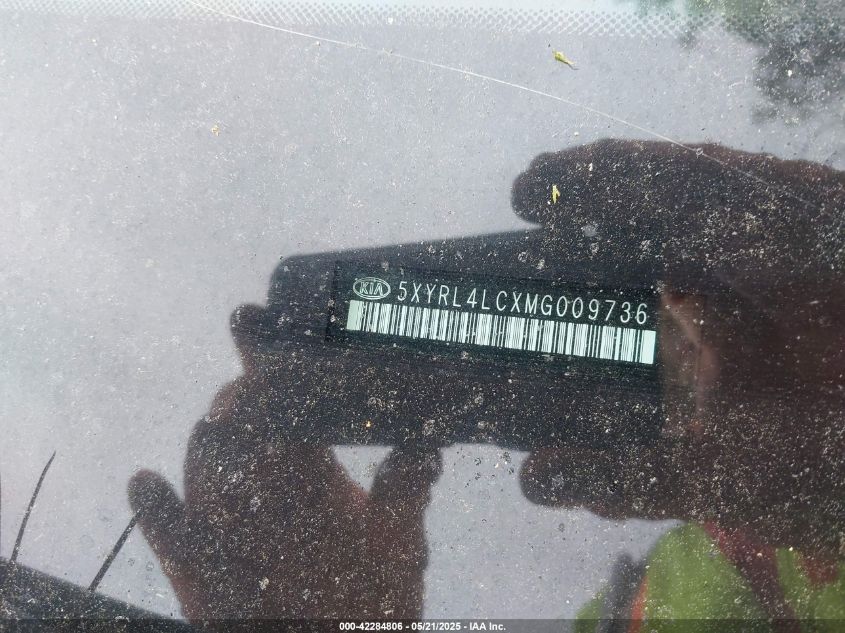 KIA 5XYRL4LCXMG009736
000-42284806 - 05/21/2025 - IAA Inc.